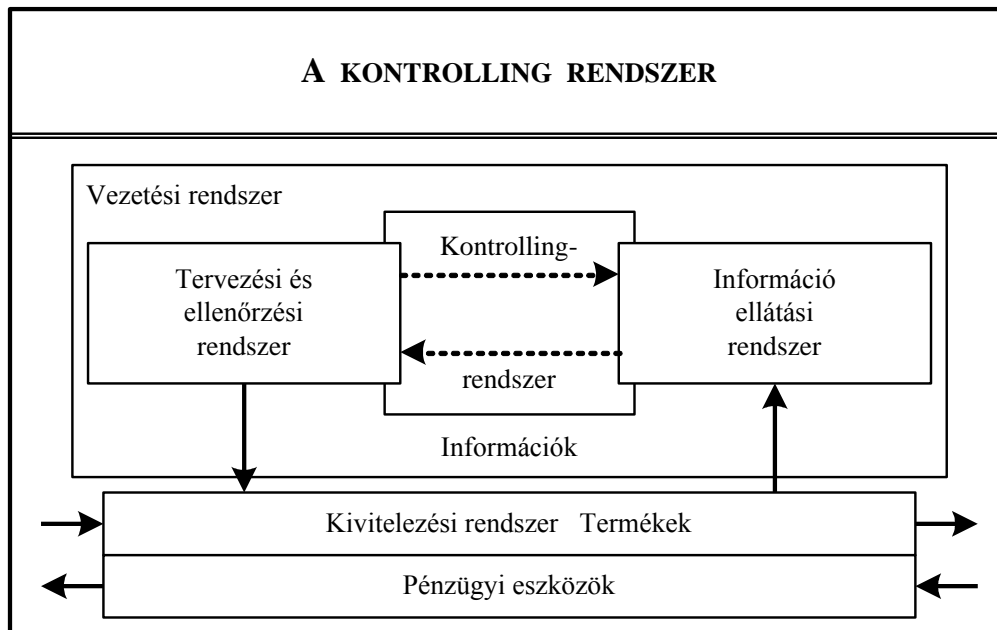 A KONTROLLING RENDSZER
Vezetési rendszer
Tervezési és
ellenőrzési
rendszer
Kontrolling-
rendszer
Információ
ellátási
rendszer
Információk
Kivitelezési rendszer Termékek
Pénzügyi eszközök